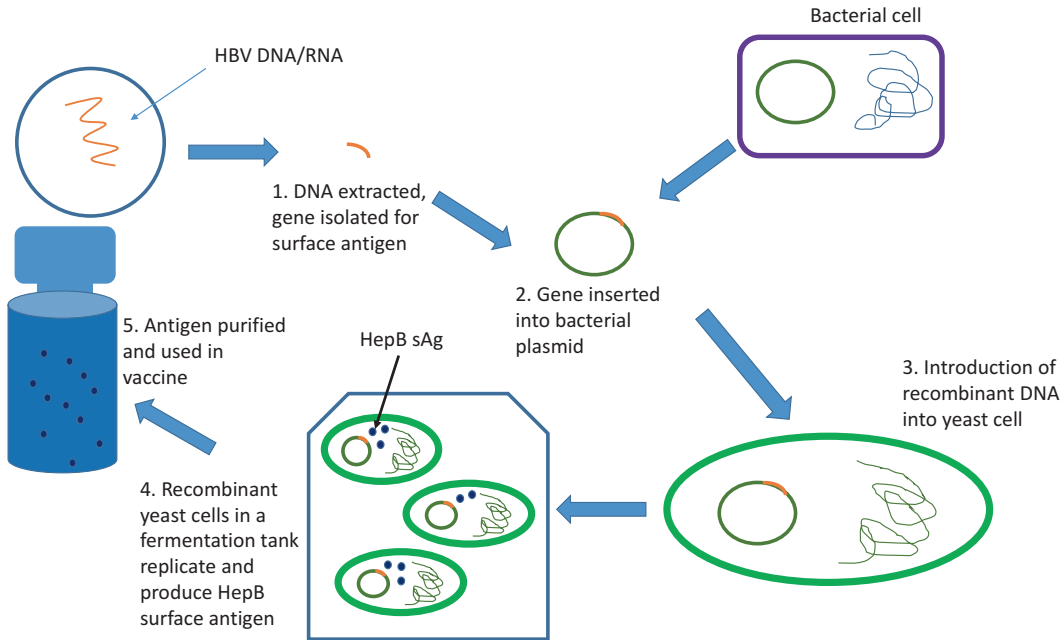 HBV DNA/RNA
Bacterial cell
1. DNA extracted,
gene isolated for
surface antigen
2. Gene inserted
into bacterial
plasmid
3. Introduction of
recombinant DNA
into yeast cell
HepB sAg
4. Recombinant
yeast cells in a
fermentation tank
replicate and
produce HepB
surface antigen
5. Antigen purified
and used in
vaccine